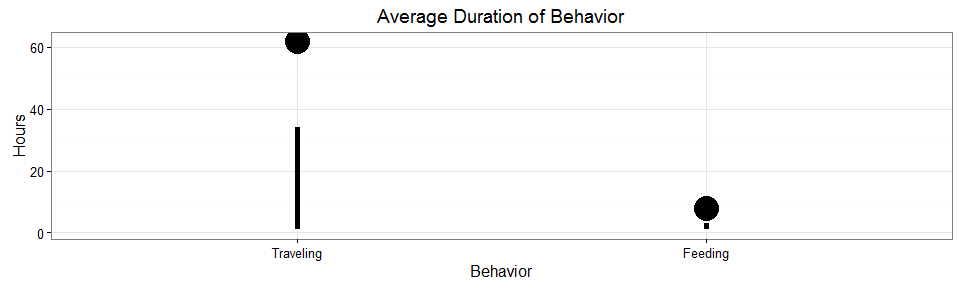 Average Duration of Behavior
Hours
60
40
20
0
Traveling Feeding
Behavior